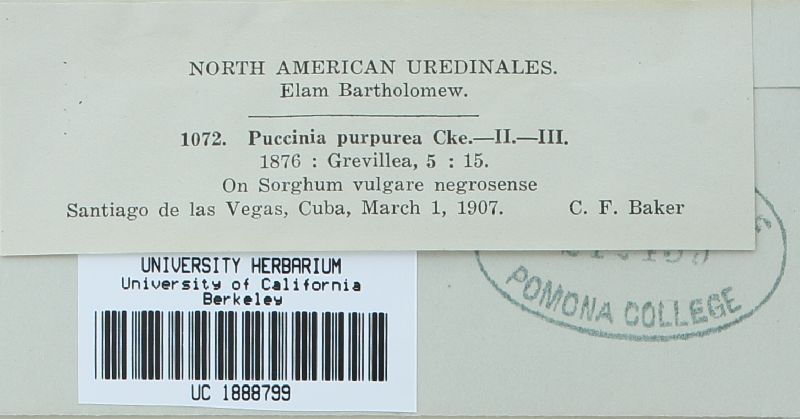 NORTH AMERICAN UREDINALES.
Elam Bartholomew.
1072. Puccinia purpurea Cke.—II.—III.
1876 : Grevillea, 5 : 15.
On Sorghum vulgare negrosense
Santiago de las Vegas, Cuba, March 1, 1907. C. F. Baker
UNIVERSITY HERBARIUM
University of California
Berkeley
UC 1888799
POMONA COLLEGE